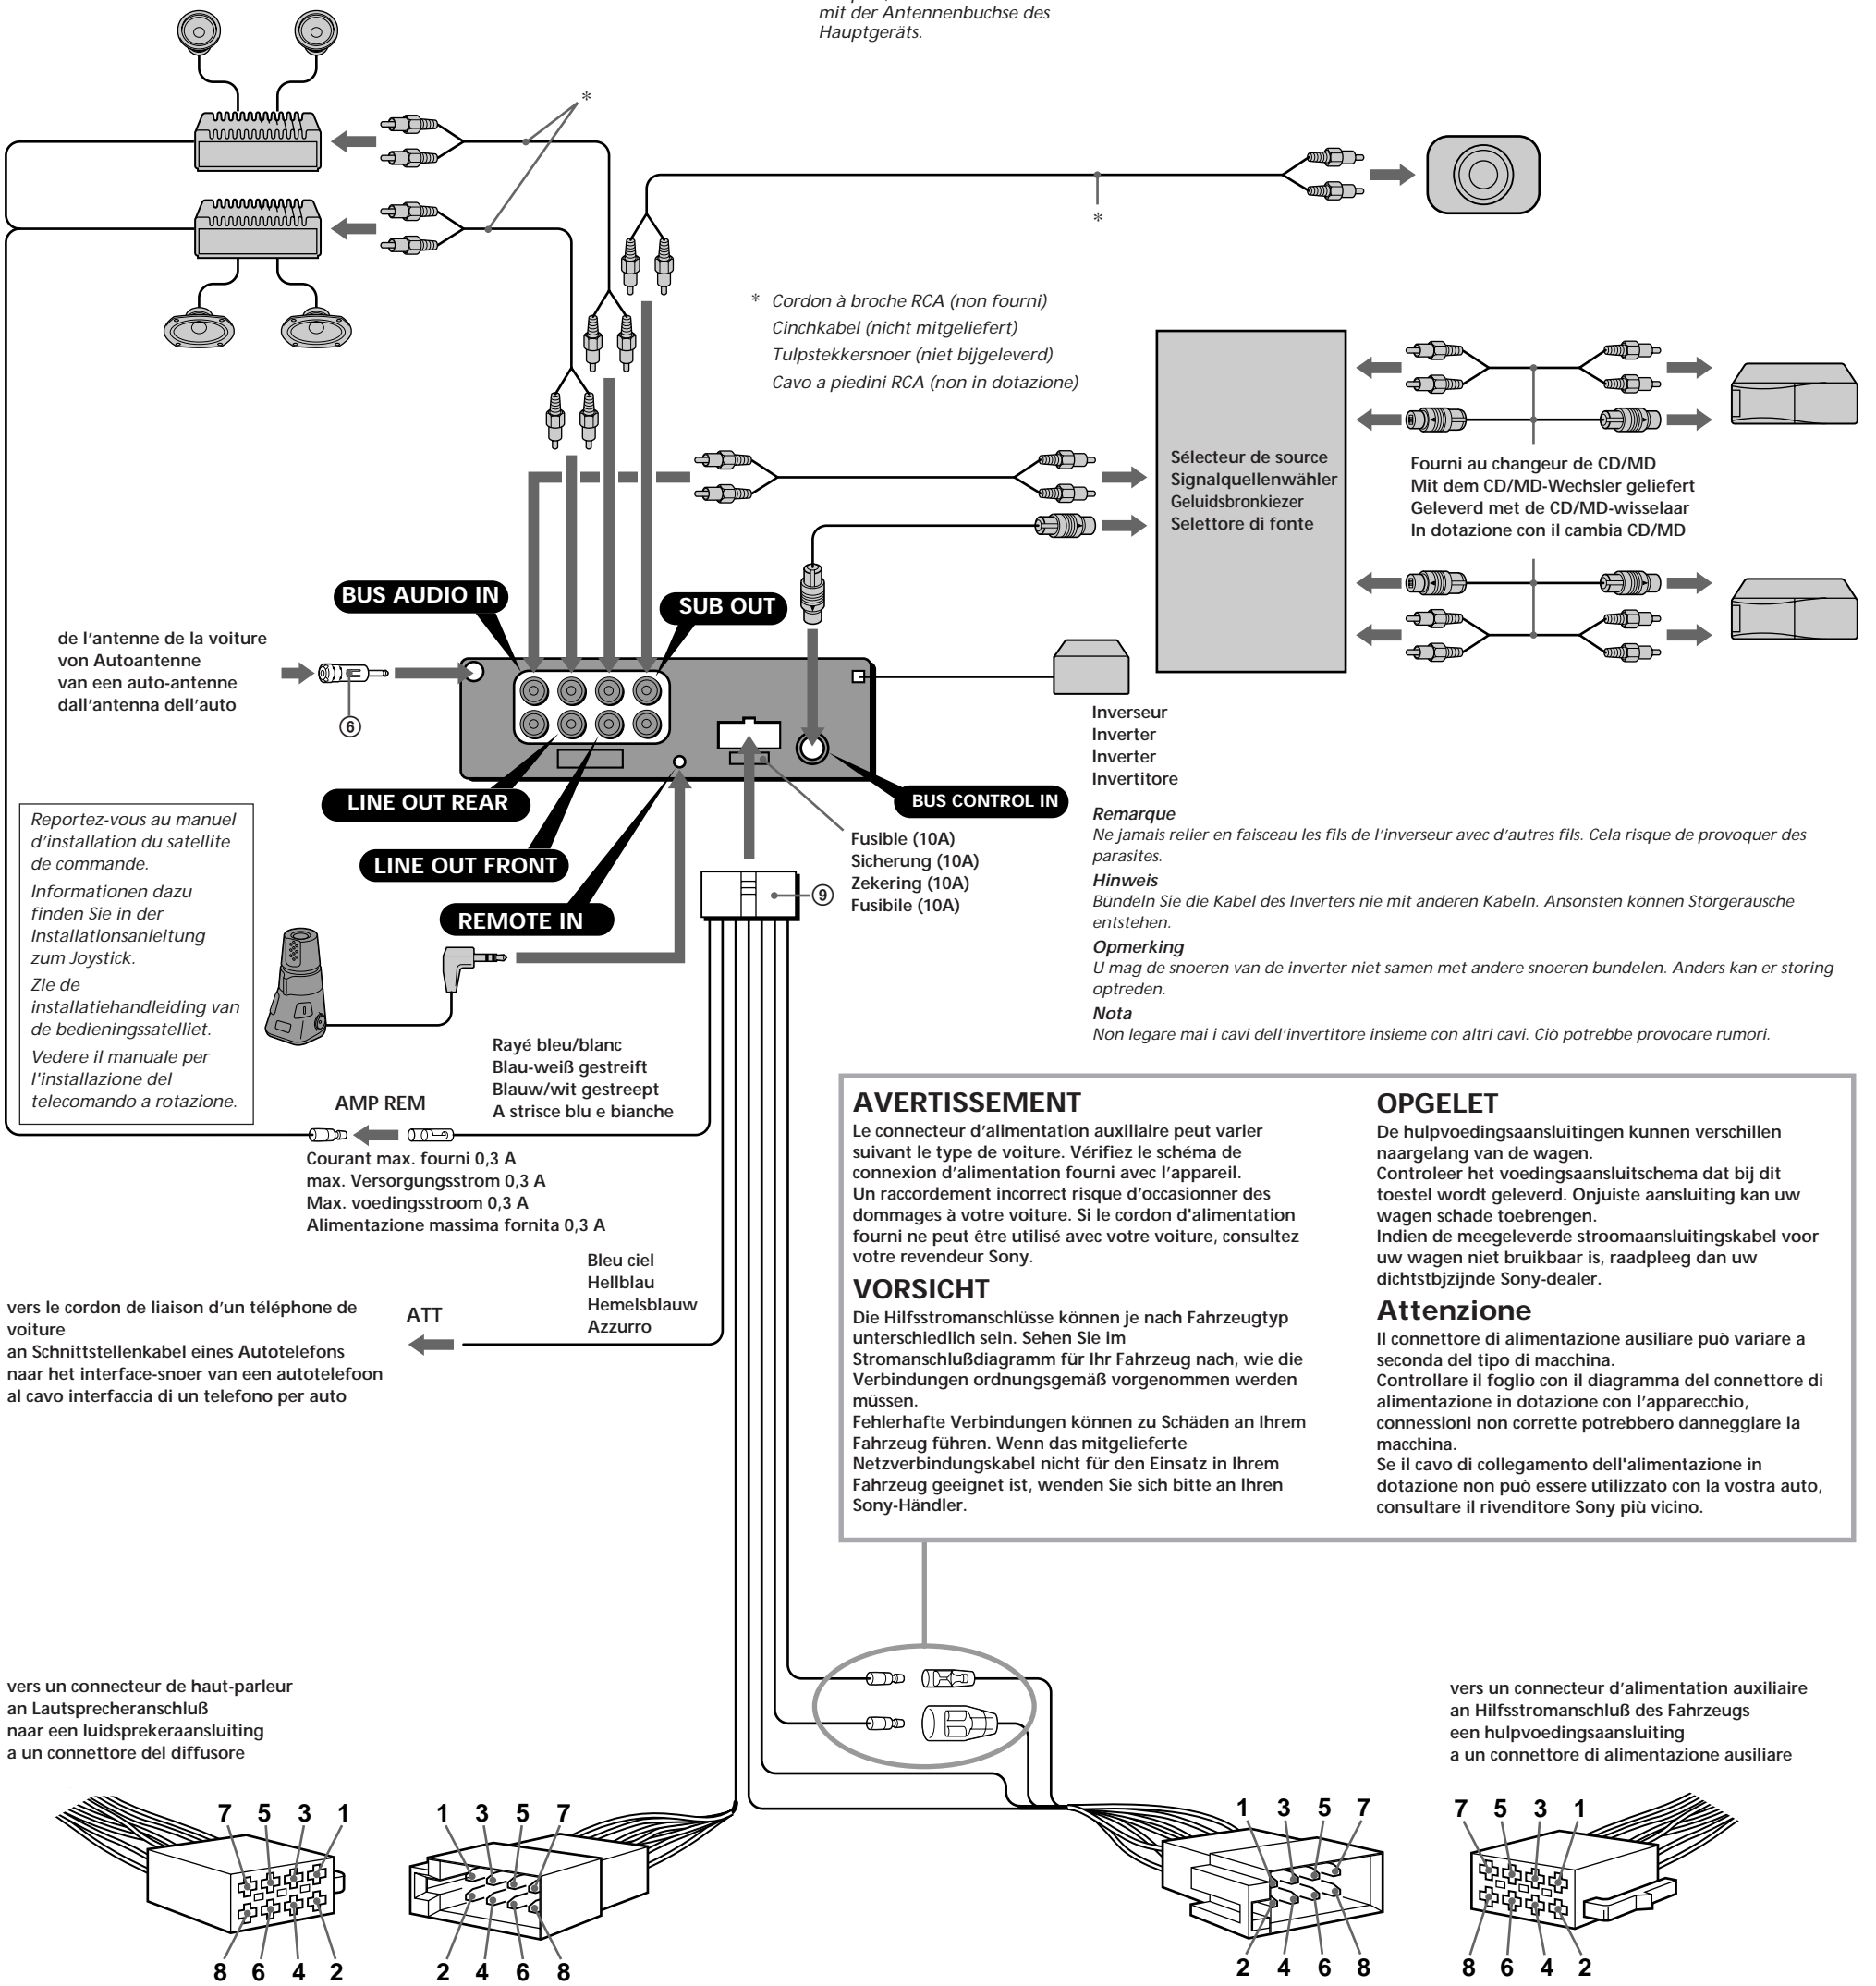 mit der Antennenbuchse des
Hauptgeräts.
*
*
* Cordon à broche RCA (non fourni)
Cinchkabel (nicht mitgeliefert)
Tulpstekkersnoer (niet bijgeleverd)
Cavo a piedini RCA (non in dotazione)
Sélecteur de source
Signalquellenwähler
Geluidsbronkiezer
Selettore di fonte
Fourni au changeur de CD/MD
Mit dem CD/MD-Wechsler geliefert
Geleverd met de CD/MD-wisselaar
In dotazione con il cambia CD/MD
BUS AUDIO IN
SUB OUT
de l'antenne de la voiture
von Autoantenne
van een auto-antenne
dall'antenna dell'auto
⑥
Inverseur
Inverter
Inverter
Invertitore
LINE OUT REAR
BUS CONTROL IN
LINE OUT FRONT
REMOTE IN
Fusible (10A)
Sicherung (10A)
Zekering (10A)
Fusibile (10A)
⑨
Remarque
Ne jamais relier en faisceau les fils de l'inverseur avec d'autres fils. Cela risque de provoquer des
parasites.
Hinweis
Bündeln Sie die Kabel des Inverters nie mit anderen Kabeln. Ansonsten können Störgeräusche
entstehen.
Opmerking
U mag de snoeren van de inverter niet samen met andere snoeren bundelen. Anders kan er storing
optreden.
Nota
Non legare mai i cavi dell'invertitore insieme con altri cavi. Ciò potrebbe provocare rumori.
Reportez-vous au manuel
d'installation du satellite
de commande.
Informationen dazu
finden Sie in der
Installationsanleitung
zum Joystick.
Zie de
installatiehandleiding van
de bedieningssatelliet.
Vedere il manuale per
l'installazione del
telecomando a rotazione.
Rayé bleu/blanc
Blau-weiß gestreift
Blauw/wit gestreept
A strisce blu e bianche
AMP REM
Courant max. fourni 0,3 A
max. Versorgungsstrom 0,3 A
Max. voedingsstroom 0,3 A
Alimentazione massima fornita 0,3 A
Bleu ciel
Hellblau
Hemelsblauw
Azzurro
ATT
vers le cordon de liaison d'un téléphone de
voiture
an Schnittstellenkabel eines Autotelefons
naar het interface-snoer van een autotelefoon
al cavo interfaccia di un telefono per auto
AVERTISSEMENT
Le connecteur d'alimentation auxiliaire peut varier
suivant le type de voiture. Vérifiez le schéma de
connexion d'alimentation fourni avec l'appareil.
Un raccordement incorrect risque d'occasionner des
dommages à votre voiture. Si le cordon d'alimentation
fourni ne peut être utilisé avec votre voiture, consultez
votre revendeur Sony.
VORSICHT
Die Hilfsstromanschlüsse können je nach Fahrzeugtyp
unterschiedlich sein. Sehen Sie im
Stromanschlußdiagramm für Ihr Fahrzeug nach, wie die
Verbindungen ordnungsgemäß vorgenommen werden
müssen.
Fehlerhafte Verbindungen können zu Schäden an Ihrem
Fahrzeug führen. Wenn das mitgelieferte
Netzverbindungskabel nicht für den Einsatz in Ihrem
Fahrzeug geeignet ist, wenden Sie sich bitte an Ihren
Sony-Händler.
OPGELET
De hulpvoedingsaansluitingen kunnen verschillen
naargelang van de wagen.
Controleer het voedingsaansluitschema dat bij dit
toestel wordt geleverd. Onjuiste aansluiting kan uw
wagen schade toebrengen.
Indien de meegeleverde stroomaansluitingskabel voor
uw wagen niet bruikbaar is, raadpleeg dan uw
dichtstbjzijnde Sony-dealer.
Attenzione
Il connettore di alimentazione ausiliare può variare a
seconda del tipo di macchina.
Controllare il foglio con il diagramma del connettore di
alimentazione in dotazione con l'apparecchio,
connessioni non corrette potrebbero danneggiare la
macchina.
Se il cavo di collegamento dell'alimentazione in
dotazione non può essere utilizzato con la vostra auto,
consultare il rivenditore Sony più vicino.
vers un connecteur de haut-parleur
an Lautsprecheranschluß
naar een luidsprekeraansluiting
a un connettore del diffusore
vers un connecteur d'alimentation auxiliaire
an Hilfsstromanschluß des Fahrzeugs
een hulpvoedingsaansluiting
a un connettore di alimentazione ausiliare
7 5 3 1
8 6 4 2
1 3 5 7
2 4 6 8
1 3 5 7
2 4 6 8
7 5 3 1
8 6 4 2